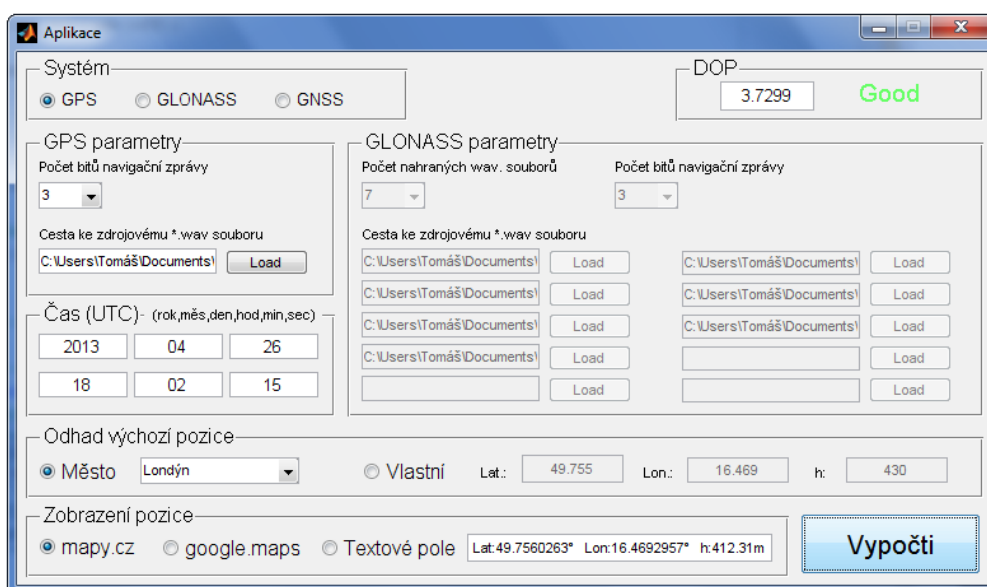 Aplikace
Systém
GPS GLONASS GNSS
DOP
3.7299 Good
GPS parametry
Počet bitů navigační zprávy
3
Cesta ke zdrojovému *.wav souboru
C:\Users\Tomáš\Documents\ Load
GLONASS parametry
Počet nahraných wav. souborů Počet bitů navigační zprávy
7 3
Cesta ke zdrojovému *.wav souboru
C:\Users\Tomáš\Documents\ Load C:\Users\Tomáš\Documents\ Load
C:\Users\Tomáš\Documents\ Load C:\Users\Tomáš\Documents\ Load
C:\Users\Tomáš\Documents\ Load C:\Users\Tomáš\Documents\ Load
C:\Users\Tomáš\Documents\ Load Load
Load Load
Čas (UTC)- (rok,měs,den,hod,min,sec)
2013 04 26
18 02 15
Odhad výchozí pozice
Město Londýn Vlastní Lat.: 49.755 Lon.: 16.469 h: 430
Zobrazení pozice
mapy.cz google.maps Textové pole Lat:49.7560263° Lon:16.4692957° h:412.31m
Vypočti